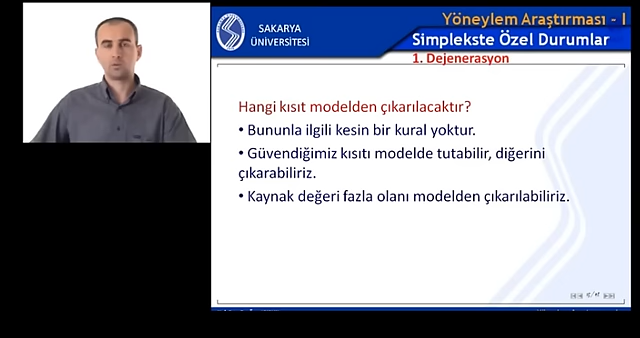 SAKARYA
ÜNİVERSİTESİ
Yöneylem Araştırması - I
Simplekste Özel Durumlar
1. Dejenerasyon
Hangi kısıt modelden çıkarılacaktır?
• Bununla ilgili kesin bir kural yoktur.
• Güvendiğimiz kısıtı modelde tutabilir, diğerini
çıkarabiliriz.
• Kaynak değeri fazla olanı modelden çıkarılabiliriz.